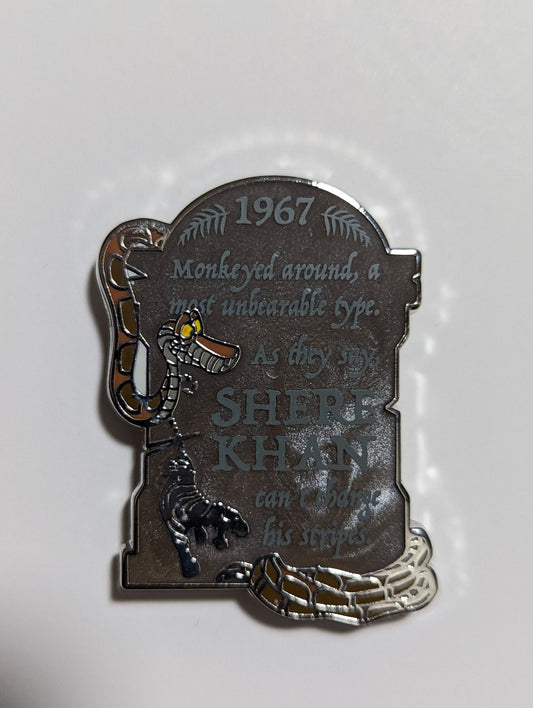 1967
Monkeyed around, a
most unbearable type.
As they say,
SHERE
KHAN
can't change
his stripes.